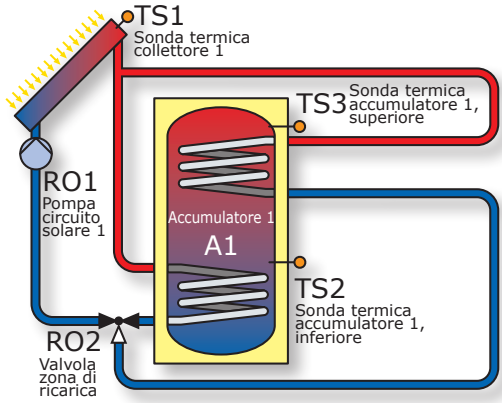 TS1
Sonda termica
collettore 1
TS3
Sonda termica
accumulatore 1,
superiore
RO1
Pompa
circuito
solare 1
Accumulatore 1
A1
TS2
Sonda termica
accumulatore 1,
inferiore
RO2
Valvola
zona di
ricarica